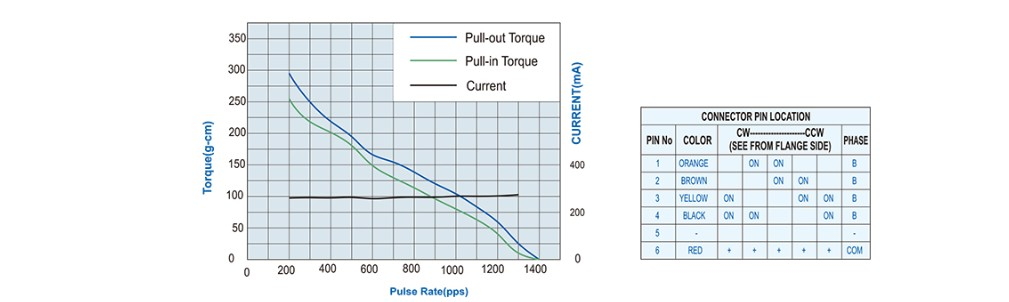 350
300
250
200
150
100
50
0
Torque(g-cm)
Pull-out Torque
Pull-in Torque
Current
CURRENT(mA)
400
200
0
0 200 400 600 800 1000 1200 1400
Pulse Rate(pps)
CONNECTOR PIN LOCATION
PIN No COLOR CW--------------------CCW (SEE FROM FLANGE SIDE) PHASE
1 ORANGE ON ON B
2 BROWN ON ON B
3 YELLOW ON ON ON B
4 BLACK ON ON ON B
5 - -
6 RED + + + + + COM